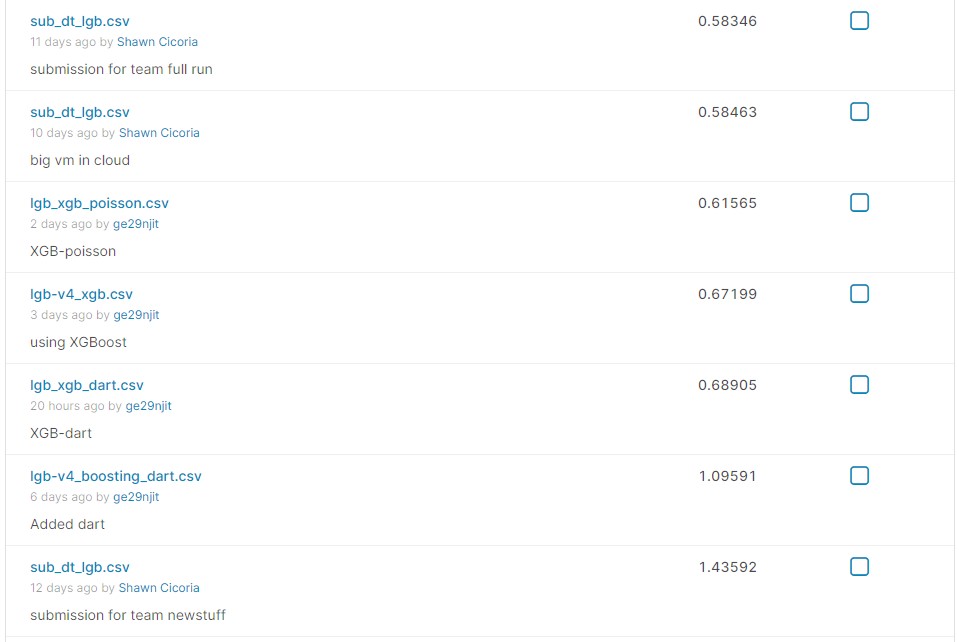 sub_dt_lgb.csv 0.58346
11 days ago by Shawn Cicoria
submission for team full run
sub_dt_lgb.csv 0.58463
10 days ago by Shawn Cicoria
big vm in cloud
lgb_xgb_poisson.csv 0.61565
2 days ago by ge29njit
XGB-poisson
lgb-v4_xgb.csv 0.67199
3 days ago by ge29njit
using XGBoost
lgb_xgb_dart.csv 0.68905
20 hours ago by ge29njit
XGB-dart
lgb-v4_boosting_dart.csv 1.09591
6 days ago by ge29njit
Added dart
sub_dt_lgb.csv 1.43592
12 days ago by Shawn Cicoria
submission for team newstuff